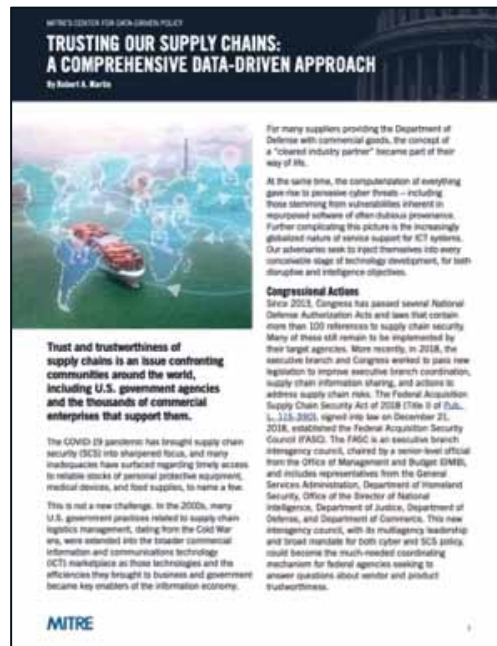 MITRE'S CENTER FOR DATA-DRIVEN POLICY
TRUSTING OUR SUPPLY CHAINS:
A COMPREHENSIVE DATA-DRIVEN APPROACH
By Robert A. Martin
Trust and trustworthiness of
supply chains is an issue confronting
communities around the world,
including U.S. government agencies
and the thousands of commercial
enterprises that support them.
The COVID-19 pandemic has brought supply chain
security (SCS) into sharpened focus, and many
inadequacies have surfaced regarding timely access
to reliable stocks of personal protective equipment,
medical devices, and food supplies, to name a few.
This is not a new challenge. In the 2000s, many
U.S. government practices related to supply chain
logistics management, dating from the Cold War
era, were extended into the broader commercial
information and communications technology
(ICT) marketplace as those technologies and the
efficiencies they brought to business and government
became key enablers of the information economy.
For many suppliers providing the Department of
Defense with commercial goods, the concept of
a "cleared industry partner" became part of their
way of life.
At the same time, the computerization of everything
gave rise to pervasive cyber threats – including
those stemming from vulnerabilities inherent in
repurposed software of often dubious provenance.
Further complicating this picture is the increasingly
globalized nature of service support for ICT systems.
Our adversaries seek to inject themselves into every
conceivable stage of technology development, for both
disruptive and intelligence objectives.
Congressional Actions
Since 2013, Congress has passed several National
Defense Authorization Acts and laws that contain
more than 100 references to supply chain security.
Many of these still remain to be implemented by
their target agencies. More recently, in 2018, the
executive branch and Congress worked to pass new
legislation to improve executive branch coordination,
supply chain information sharing, and actions to
address supply chain risks. The Federal Acquisition
Supply Chain Security Act of 2018 (Title II of Pub.
L. 115-390), signed into law on December 21,
2018, established the Federal Acquisition Security
Council (FASC). The FASC is an executive branch
interagency council, chaired by a senior-level official
from the Office of Management and Budget (OMB),
and includes representatives from the General
Services Administration, Department of Homeland
Security, Office of the Director of National
Intelligence, Department of Justice, Department of
Defense, and Department of Commerce. This new
interagency council, with its multiagency leadership
and broad mandate for both cyber and SCS policy,
could become the much-needed coordinating
mechanism for federal agencies seeking to
answer questions about vendor and product
trustworthiness.
MITRE